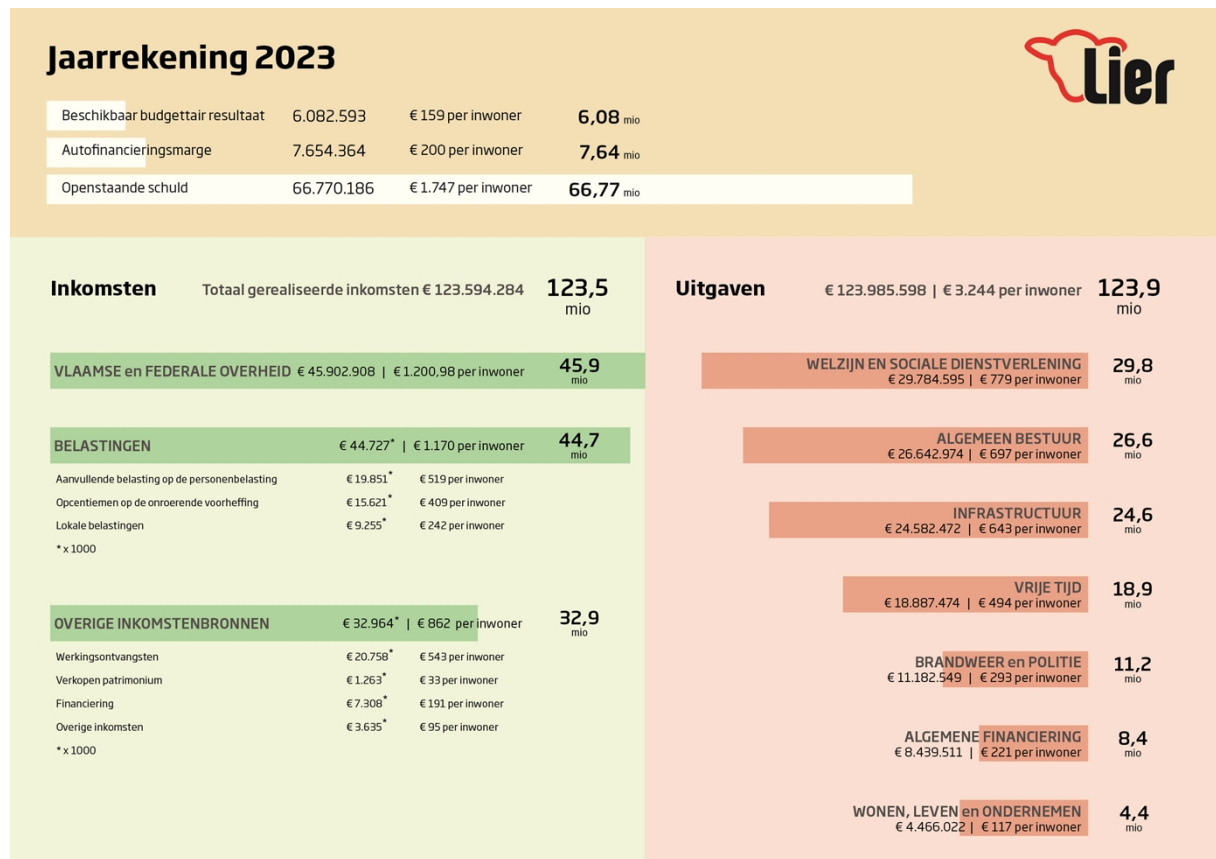 Jaarrekening 2023
Lier
Beschikbaar budgettair resultaat 6.082.593 € 159 per inwoner 6,08 mio
Autofinancieringsmarge 7.654.364 € 200 per inwoner 7,64 mio
Openstaande schuld 66.770.186 € 1.747 per inwoner 66,77 mio
Inkomsten Totaal gerealiseerde inkomsten € 123.594.284 123,5 mio
VLAAMSE en FEDERALE OVERHEID € 45.902.908 | € 1.200,98 per inwoner 45,9 mio
BELASTINGEN € 44.727* | € 1.170 per inwoner 44,7 mio
Aanvullende belasting op de personenbelasting € 19.851* € 519 per inwoner
Opcentiemen op de onroerende voorheffing € 15.621* € 409 per inwoner
Lokale belastingen € 9.255* € 242 per inwoner
* x 1000
OVERIGE INKOMSTENBRONNEN € 32.964* | € 862 per inwoner 32,9 mio
Werkingsontvangsten € 20.758* € 543 per inwoner
Verkopen patrimonium € 1.263* € 33 per inwoner
Financiering € 7.308* € 191 per inwoner
Overige inkomsten € 3.635* € 95 per inwoner
* x 1000
Uitgaven € 123.985.598 | € 3.244 per inwoner 123,9 mio
WELZIJN EN SOCIALE DIENSTVERLENING 29,8
€ 29.784.595 | € 779 per inwoner mio
ALGEMEEN BESTUUR 26,6
€ 26.642.974 | € 697 per inwoner mio
INFRASTRUCTUUR 24,6
€ 24.582.472 | € 643 per inwoner mio
VRIJE TIJD 18,9
€ 18.887.474 | € 494 per inwoner mio
BRANDWEER en POLITIE 11,2
€ 11.182.549 | € 293 per inwoner mio
ALGEMENE FINANCIERING 8,4
€ 8.439.511 | € 221 per inwoner mio
WONEN, LEVEN en ONDERNEMEN 4,4
€ 4.466.022 | € 117 per inwoner mio